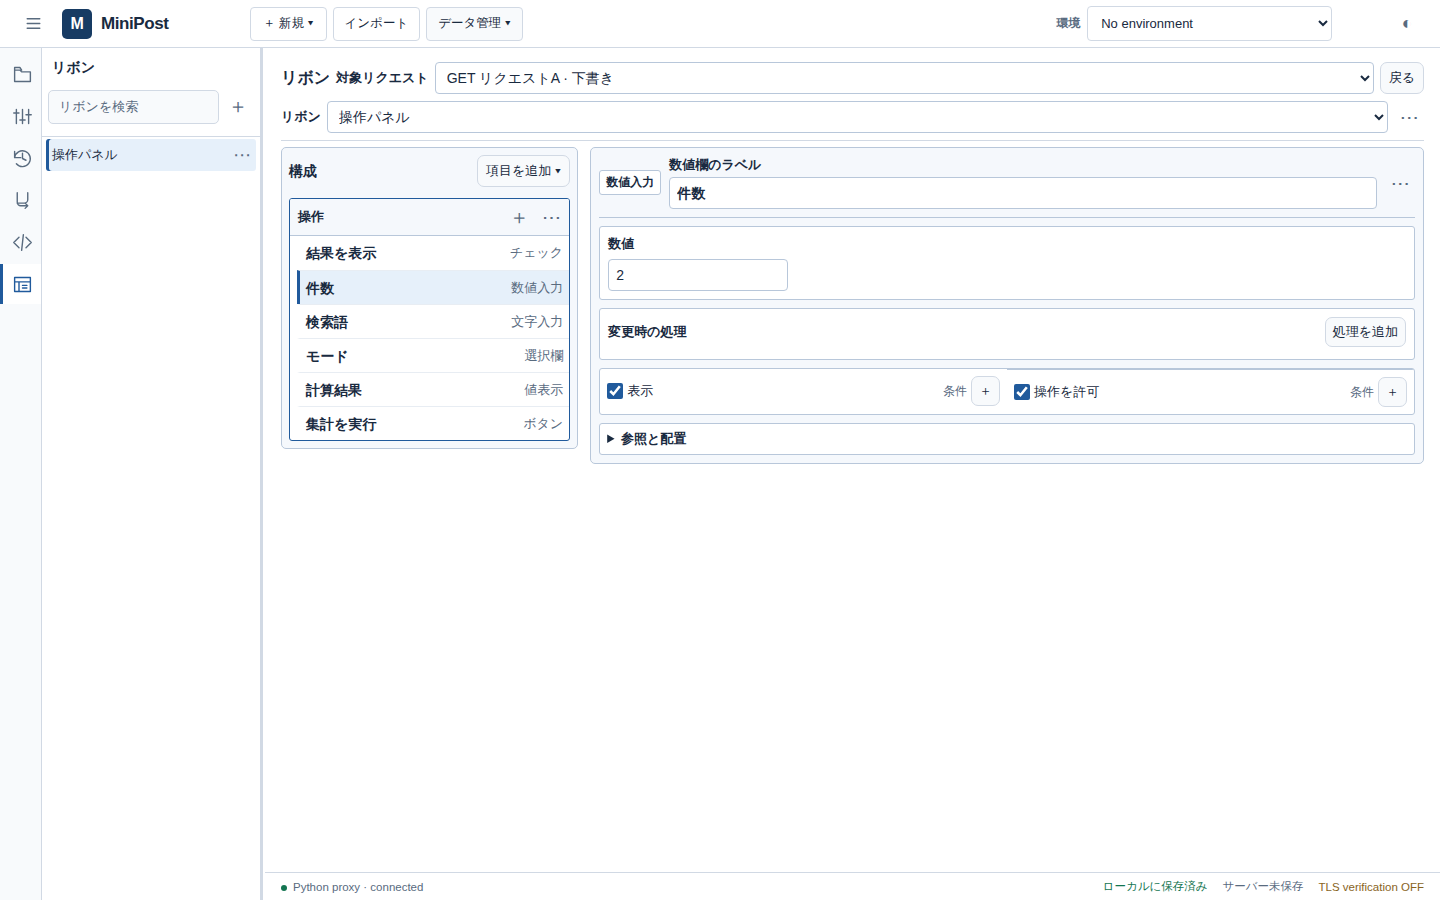 M MiniPost ＋ 新規 ▾ インポート データ管理 ▾ 環境 No environment
リボン
リボンを検索 ＋
操作パネル …
リボン 対象リクエスト GET リクエストA · 下書き 戻る
リボン 操作パネル …
構成 項目を追加 ▾
操作 ＋ …
結果を表示 チェック
件数 数値入力
検索語 文字入力
モード 選択欄
計算結果 値表示
集計を実行 ボタン
数値入力 数値欄のラベル …
件数
数値
2
変更時の処理 処理を追加
表示 条件 ＋ 操作を許可 条件 ＋
▶ 参照と配置
Python proxy · connected ローカルに保存済み サーバー未保存 TLS verification OFF